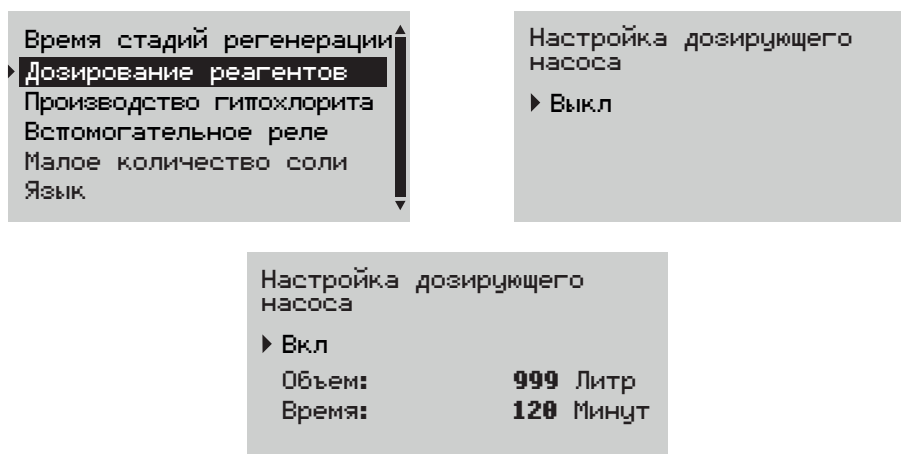 Время стадий регенерации
Дозирование реагентов
Производство гипохлорита
Вспомогательное реле
Малое количество соли
Язык
Настройка дозирующего
насоса
Выкл
Настройка дозирующего
насоса
Вкл
Объем: 999 Литр
Время: 120 Минут